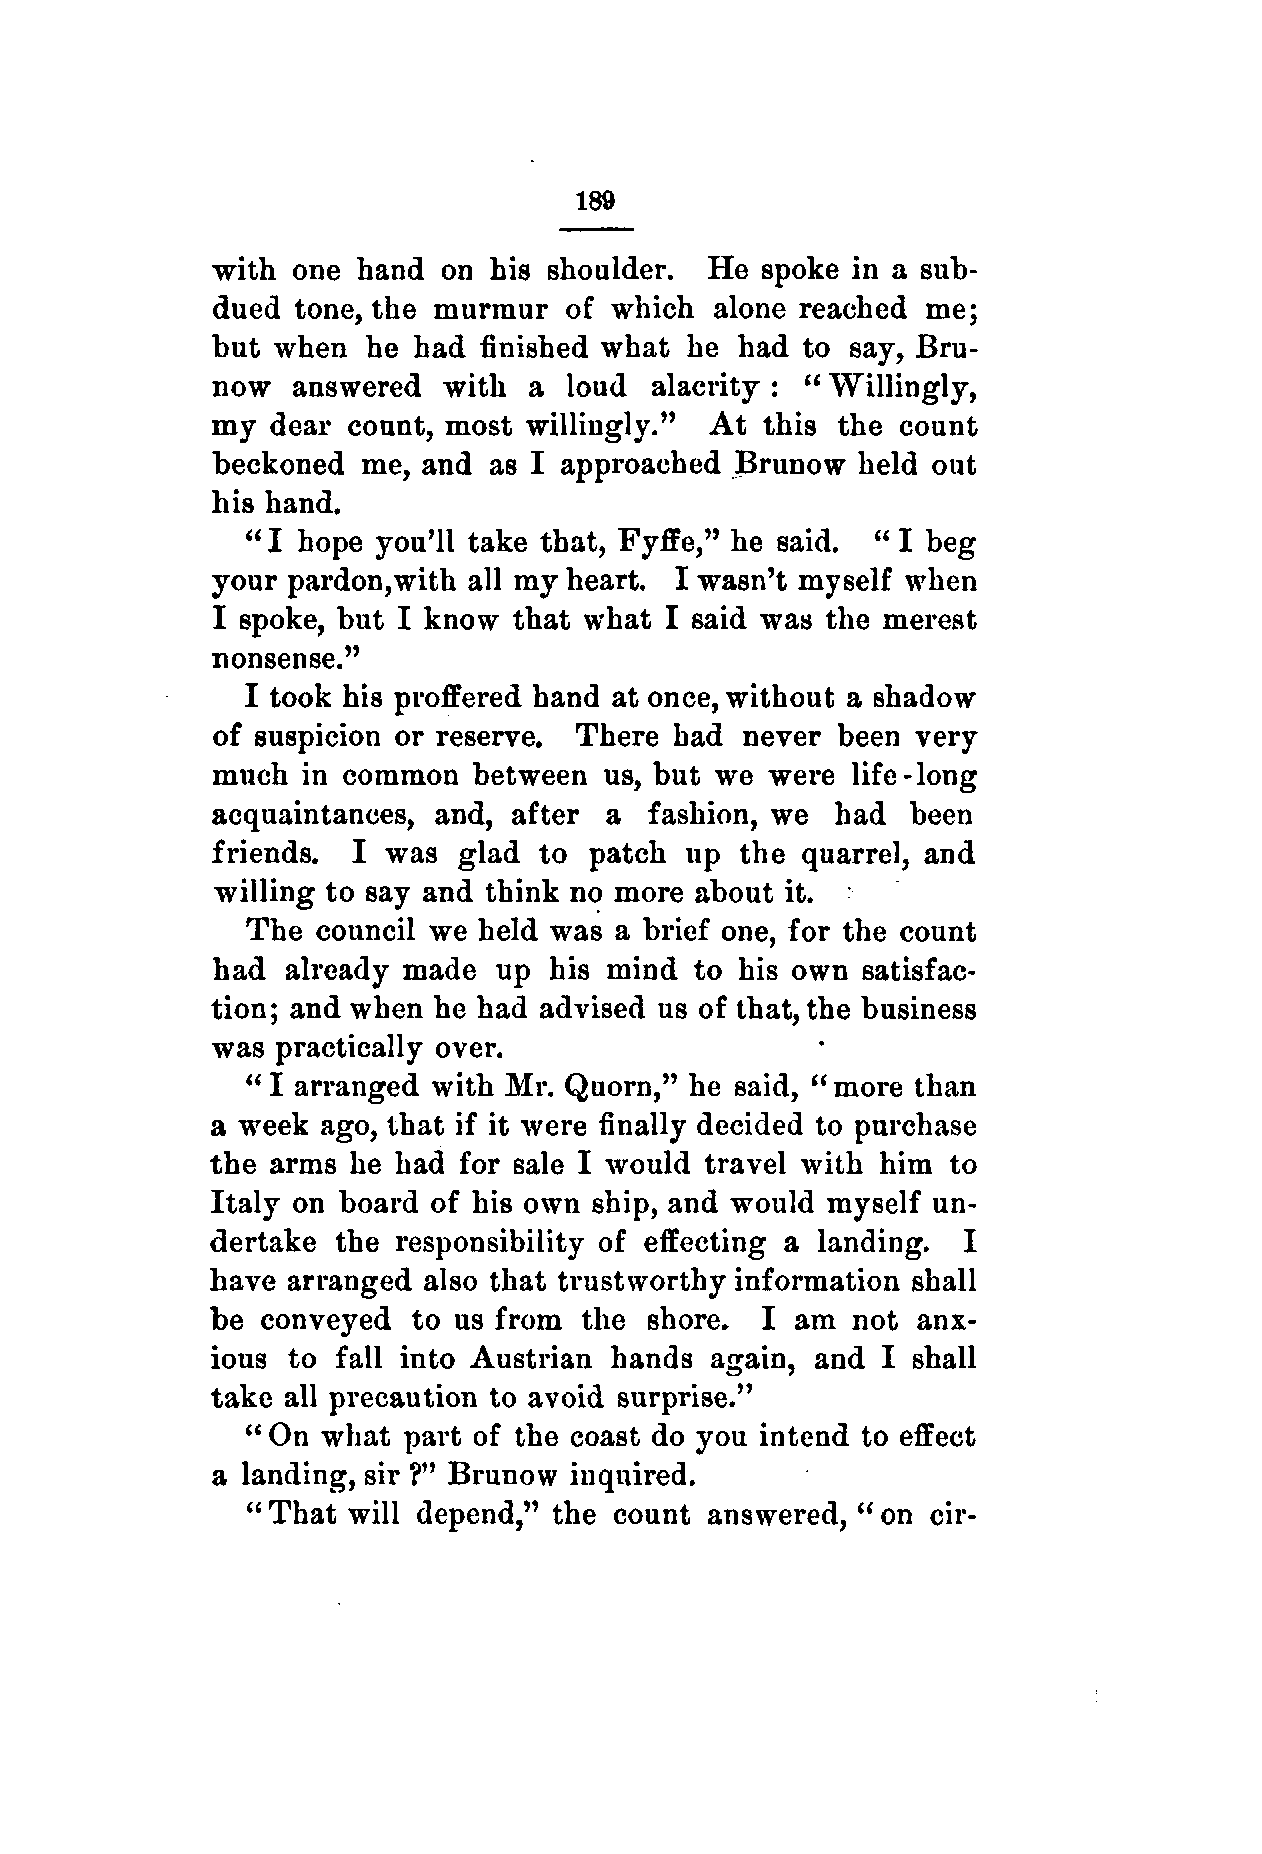 189
with one hand on his shoulder. He spoke in a sub-
dued tone, the murmur of which alone reached me;
but when he had finished what he had to say, Bru-
now answered with a loud alacrity : “ Willingly,
my dear count, most willingly.” At this the count
beckoned me, and as I approached Brunow held out
his hand.
“I hope you’ll take that, Fyffe,” he said. “ I beg
your pardon,with all my heart. I wasn’t myself when
I spoke, but I know that what I said was the merest
nonsense.”
I took his proffered hand at once, without a shadow
of suspicion or reserve. There had never been very
much in common between us, but we were life-long
acquaintances, and, after a fashion, we had been
friends. I was glad to patch up the quarrel, and
willing to say and think no more about it.
The council we held was a brief one, for the count
had already made up his mind to his own satisfac-
tion; and when he had advised us of that, the business
was practically over.
“ I arranged with Mr. Quorn,” he said, “more than
a week ago, that if it were finally decided to purchase
the arms he had for sale I would travel with him to
Italy on board of his own ship, and would myself un-
dertake the responsibility of effecting a landing. I
have arranged also that trustworthy information shall
be conveyed to us from the shore. I am not anx-
ious to fall into Austrian hands again, and I shall
take all precaution to avoid surprise.”
“On what part of the coast do you intend to effect
a landing, sir ?” Brunow inquired.
“That will depend,” the count answered, “on cir-